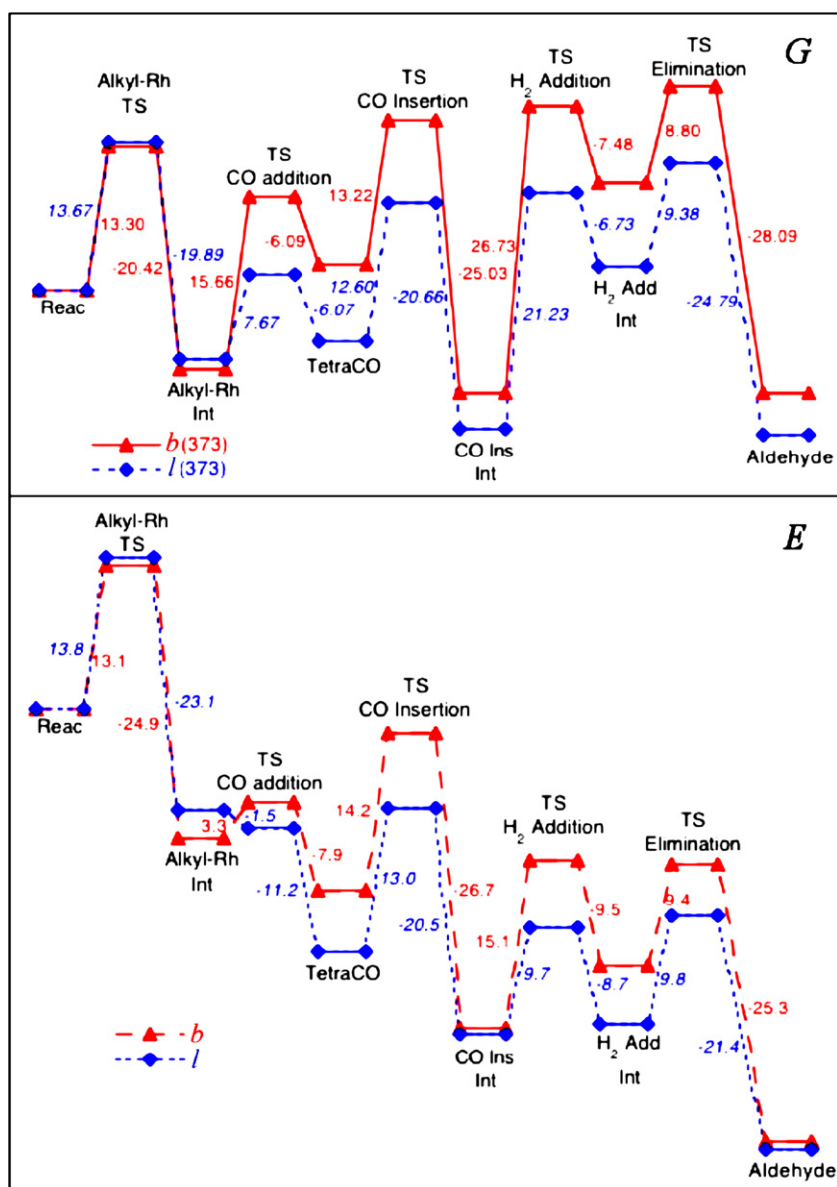 G
Alkyl-Rh
TS
TS
CO addition
TS
CO Insertion
TS
H2 Addition
TS
Elimination
13.67
13.30
-20.42
-19.89
15.66
7.67
-6.09
-6.07
13.22
12.60
-20.66
-25.03
26.73
21.23
-7.48
-6.73
8.80
9.38
-28.09
-24.79
Reac
Alkyl-Rh
Int
TetraCO
CO Ins
Int
H2 Add
Int
Aldehyde
b(373)
l(373)
E
Alkyl-Rh
TS
TS
CO addition
TS
CO Insertion
TS
H2 Addition
TS
Elimination
13.8
13.1
-24.9
-23.1
3.3
-1.5
-7.9
-11.2
14.2
13.0
-26.7
-20.5
15.1
9.7
-9.5
-8.7
9.4
9.8
-25.3
-21.4
Reac
Alkyl-Rh
Int
TetraCO
CO Ins
Int
H2 Add
Int
Aldehyde
b
l